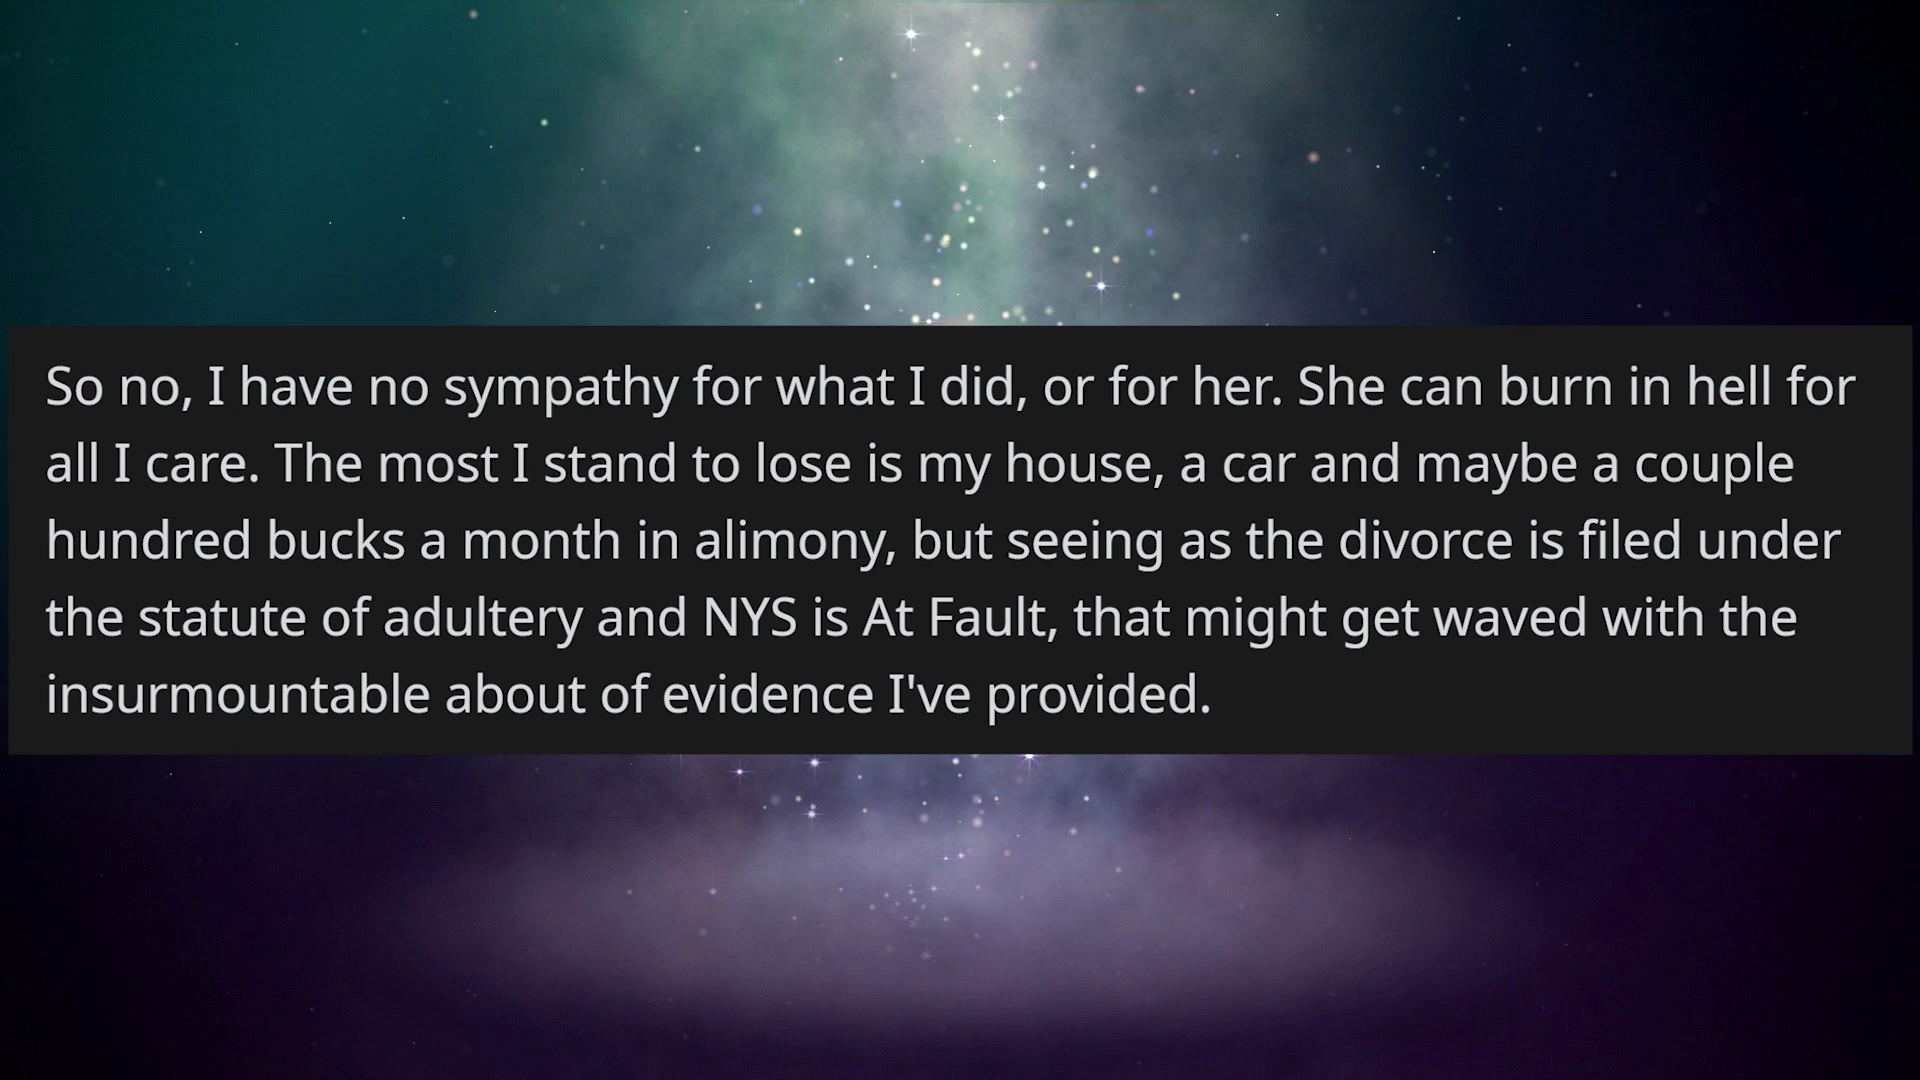 So no, I have no sympathy for what I did, or for her. She can burn in hell for
all I care. The most I stand to lose is my house, a car and maybe a couple
hundred bucks a month in alimony, but seeing as the divorce is filed under
the statute of adultery and NYS is At Fault, that might get waved with the
insurmountable about of evidence I've provided.